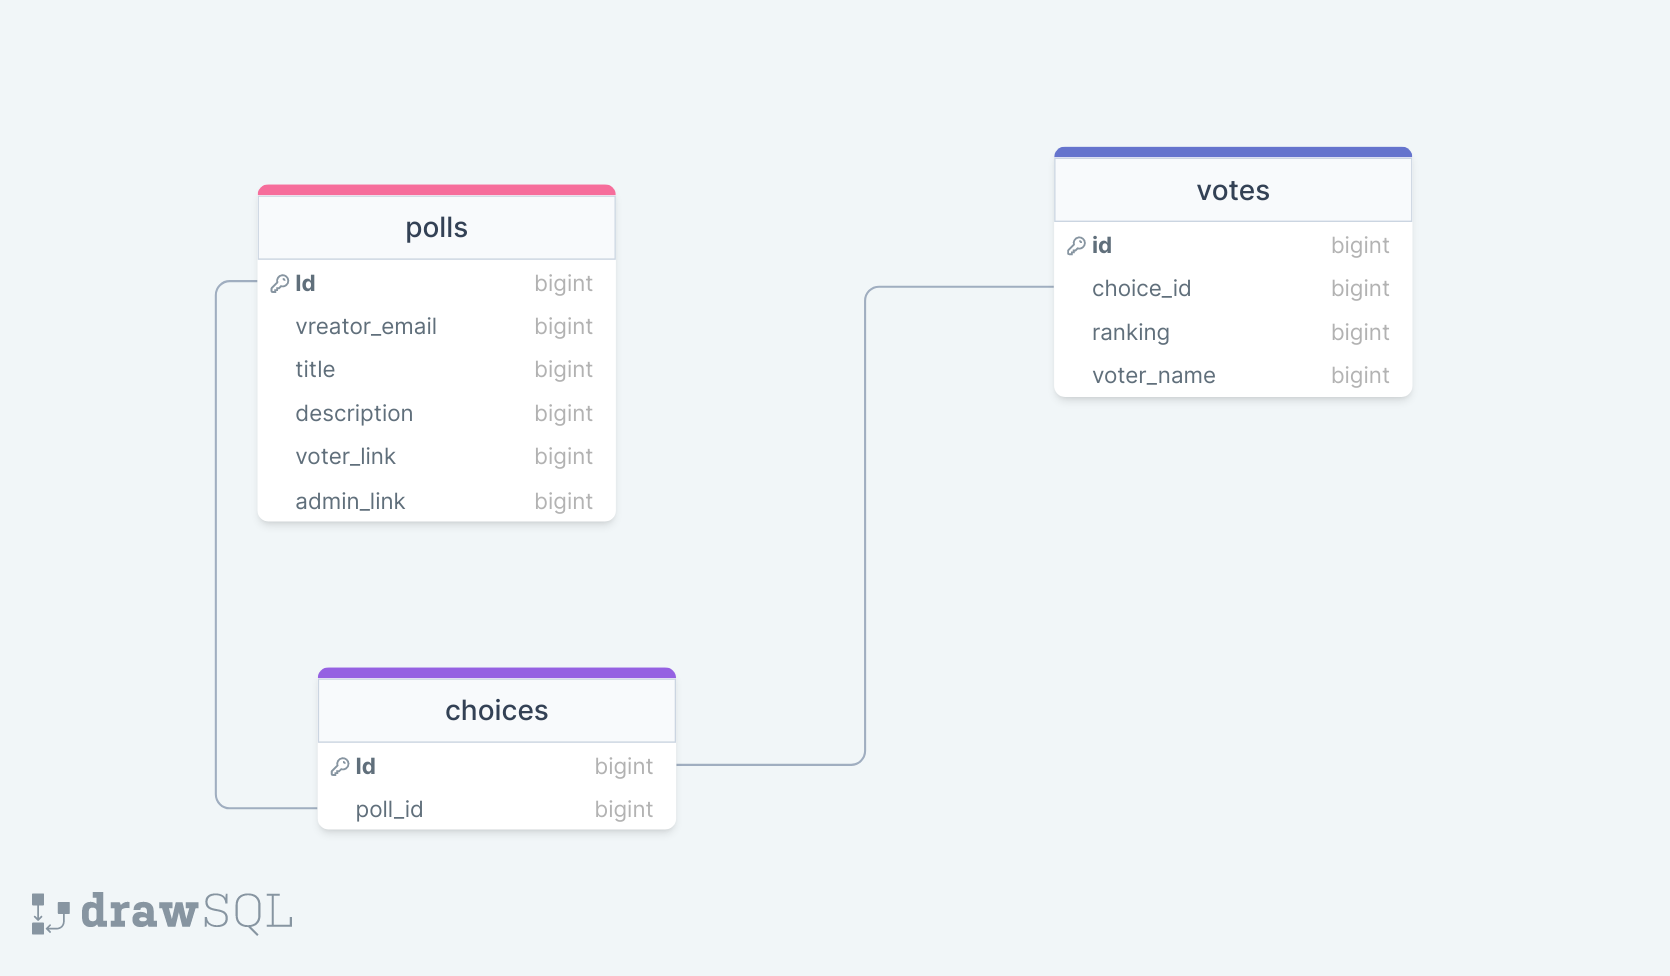 polls
Id bigint
vreator_email bigint
title bigint
description bigint
voter_link bigint
admin_link bigint
votes
id bigint
choice_id bigint
ranking bigint
voter_name bigint
choices
Id bigint
poll_id bigint
drawSQL